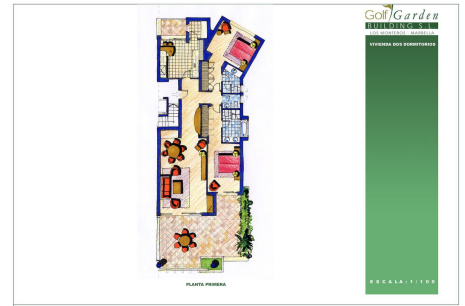 Golf Garden
BUILDING S.L.
LOS MONTEROS - MARBELLA
VIVIENDA DOS DORMITORIOS
PLANTA PRIMERA
ESCALA:1/100